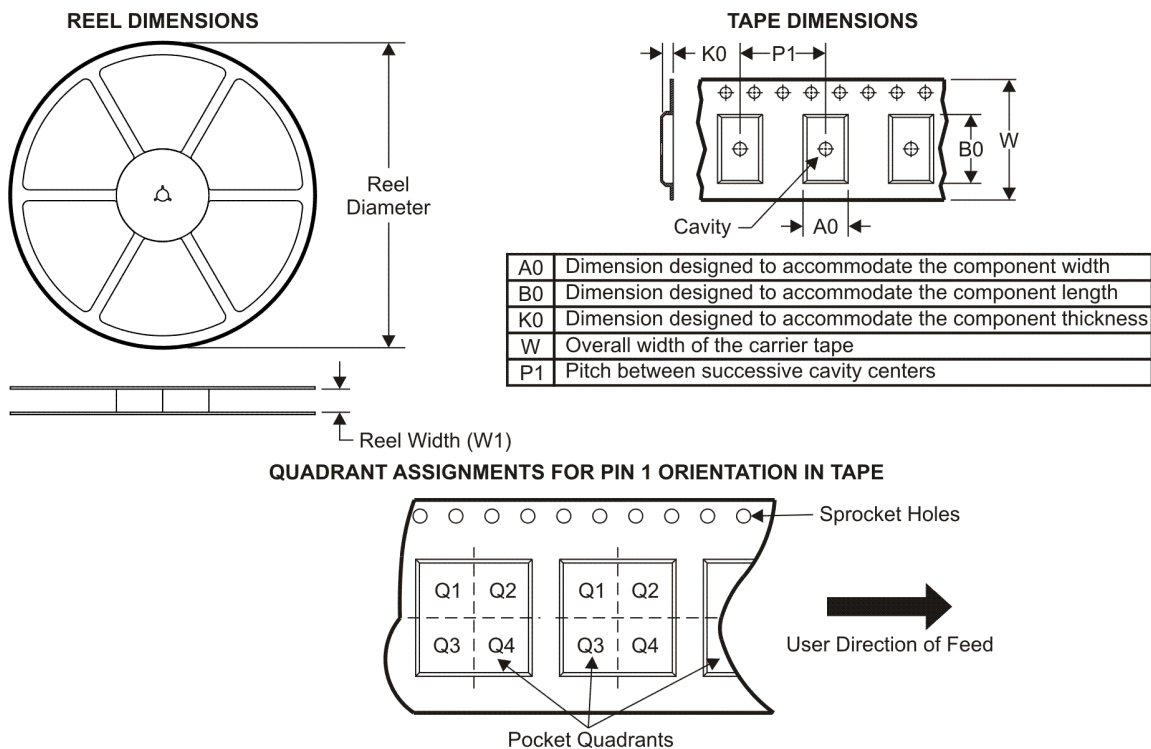 REEL DIMENSIONS
Reel
Diameter
Reel Width (W1)
TAPE DIMENSIONS
K0
P1
B0
W
Cavity
A0
A0 Dimension designed to accommodate the component width
B0 Dimension designed to accommodate the component length
K0 Dimension designed to accommodate the component thickness
W Overall width of the carrier tape
P1 Pitch between successive cavity centers
QUADRANT ASSIGNMENTS FOR PIN 1 ORIENTATION IN TAPE
Sprocket Holes
Q1 Q2 Q1 Q2
Q3 Q4 Q3 Q4
User Direction of Feed
Pocket Quadrants